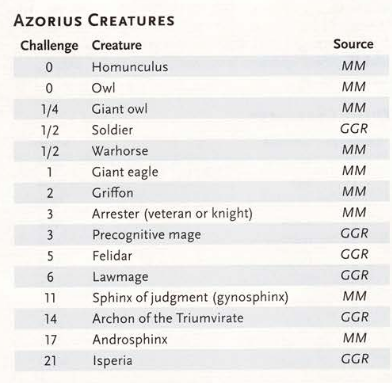 AZORIUS CREATURES
Challenge Creature Source
0 Homunculus MM
0 Owl MM
1/4 Giant owl MM
1/2 Soldier GGR
1/2 Warhorse MM
1 Giant eagle MM
2 Griffon MM
3 Arrester (veteran or knight) MM
3 Precognitive mage GGR
5 Felidar GGR
6 Lawmage GGR
11 Sphinx of judgment (gynosphinx) MM
14 Archon of the Triumvirate GGR
17 Androsphinx MM
21 Isperia GGR